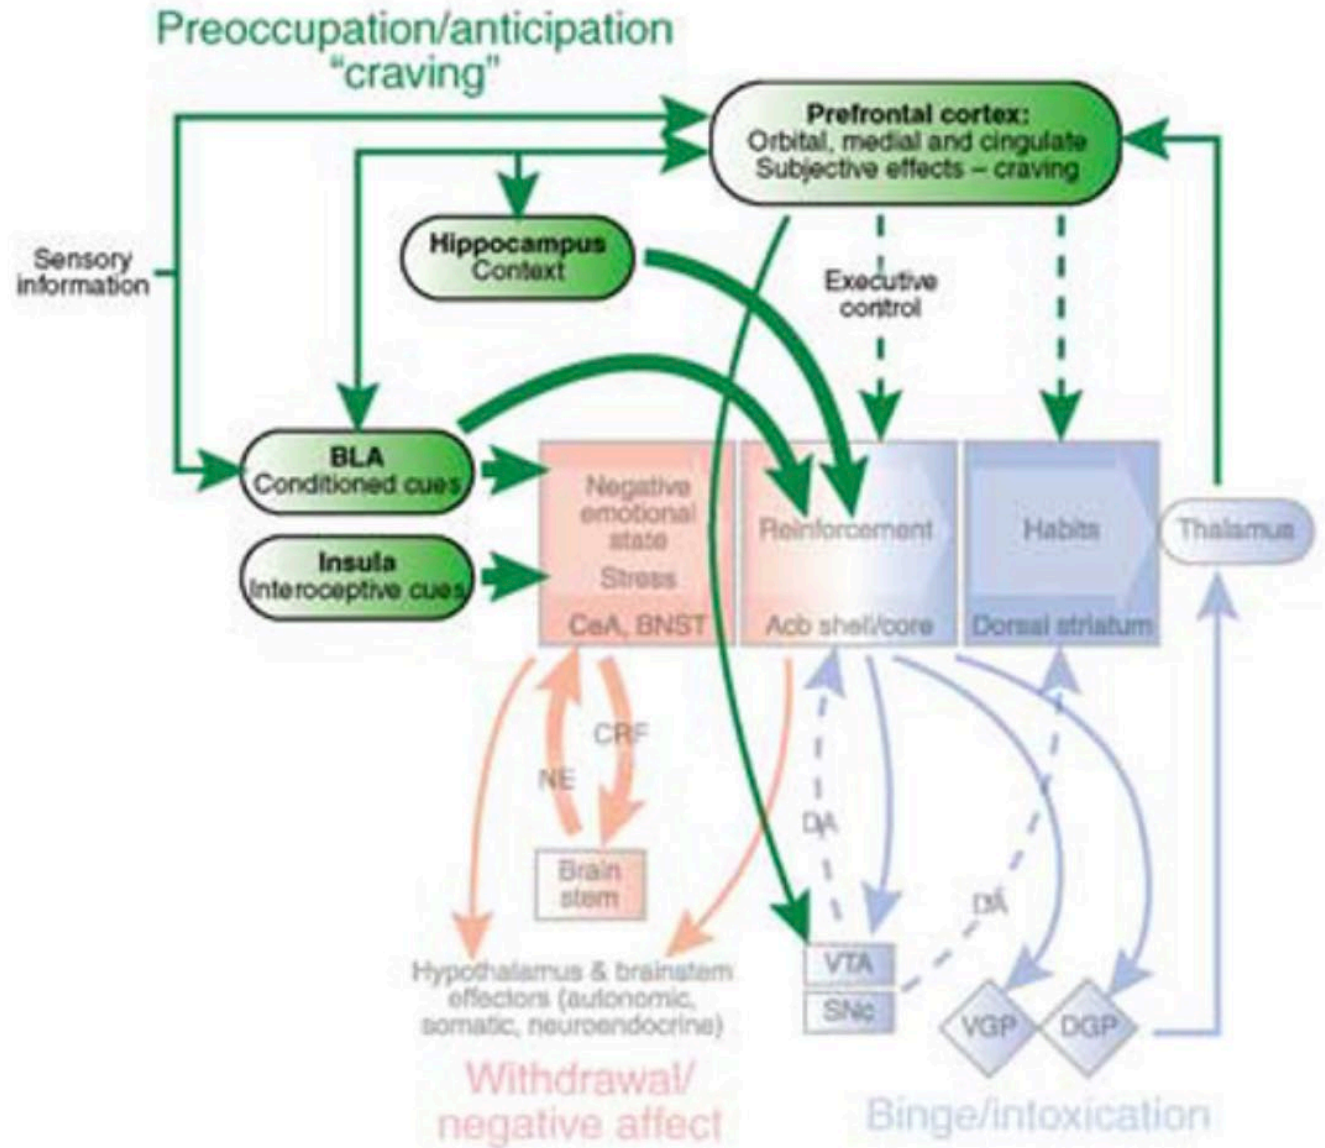 Preoccupation/anticipation
“craving”
Prefrontal cortex:
Orbital, medial and cingulate
Subjective effects – craving
Hippocampus
Context
Sensory
information
Executive
control
BLA
Conditioned cues
Insula
Interoceptive cues
Negative
emotional
state
Stress
CeA, BNST
Reinforcement
Acb shell/core
Habits
Dorsal striatum
Thalamus
CRF
NE
Brain
stem
DA
DA
Hypothalamus & brainstem
effectors (autonomic,
somatic, neuroendocrine)
VTA
SNc
VGP
DGP
Withdrawal/
negative affect
Binge/intoxication